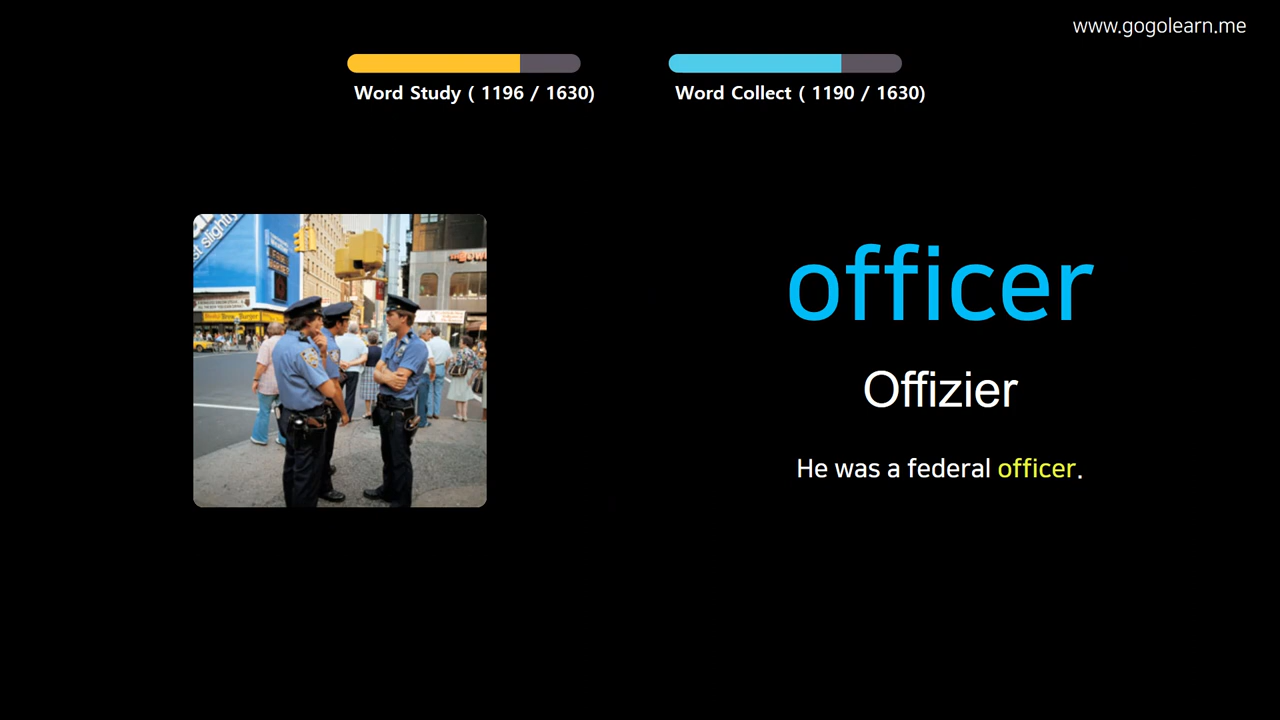 www.gogolearn.me
Word Study ( 1196 / 1630)
Word Collect ( 1190 / 1630)
officer
Offizier
He was a federal officer.